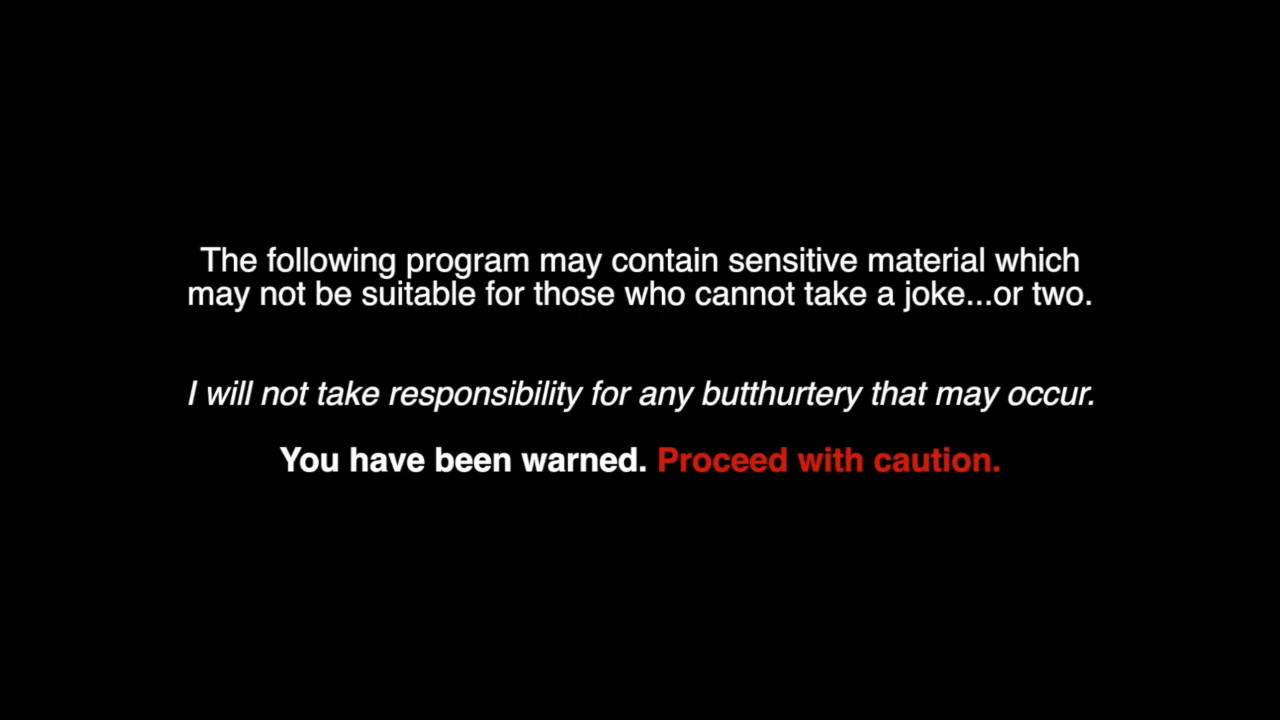 The following program may contain sensitive material which
may not be suitable for those who cannot take a joke...or two.
I will not take responsibility for any butthurtery that may occur.
You have been warned. Proceed with caution.